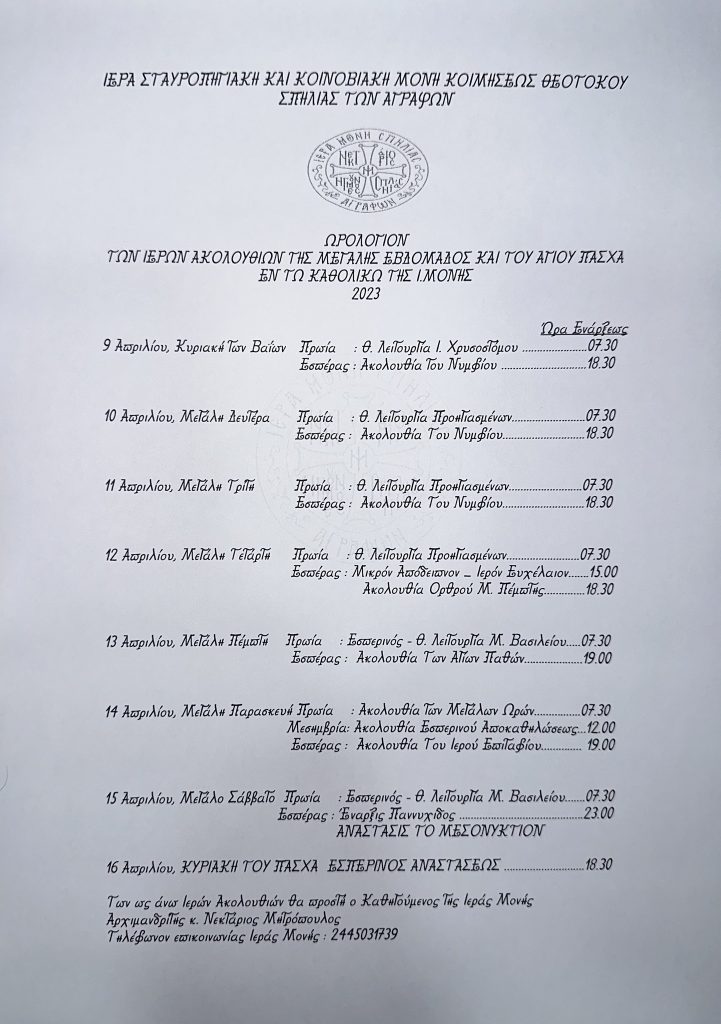 ΙΕΡΑ ΣΤΑΥΡΟΠΗΓΙΑΚΗ ΚΑΙ ΚΟΙΝΟΒΙΑΚΗ ΜΟΝΗ ΚΟΙΜΗΣΕΩΣ ΘΕΟΤΟΚΟΥ
ΣΠΗΛΙΑΣ ΤΩΝ ΑΓΡΑΦΩΝ
ΙΕΡΑ ΜΟΝΗ ΣΠΗΛΙΑΣ
ΑΓΡΑΦΩΝ
ΩΡΟΛΟΓΙΟΝ
ΤΩΝ ΙΕΡΩΝ ΑΚΟΛΟΥΘΙΩΝ ΤΗΣ ΜΕΓΑΛΗΣ ΕΒΔΟΜΑΔΟΣ ΚΑΙ ΤΟΥ ΑΓΙΟΥ ΠΑΣΧΑ
ΕΝ ΤΩ ΚΑΘΟΛΙΚΩ ΤΗΣ Ι.ΜΟΝΗΣ
2023
Ώρα Ενάρξεως
9 Απριλίου, Κυριακή των Βαΐων Πρωία : Θ. Λειτουργία Ι. Χρυσοστόμου ......................07.30
Εσπέρας : Ακολουθία του Νυμφίου ............................18.30
10 Απριλίου, Μεγάλη Δευτέρα Πρωία : Θ. Λειτουργία Προηγιασμένων.........................07.30
Εσπέρας : Ακολουθία Του Νυμφίου............................18.30
11 Απριλίου, Μεγάλη Τρίτη Πρωία : Θ. Λειτουργία Προηγιασμένων.........................07.30
Εσπέρας : Ακολουθία Του Νυμφίου............................18.30
12 Απριλίου, Μεγάλη Τετάρτη Πρωία : Θ. Λειτουργία Προηγιασμένων.........................07.30
Εσπέρας : Μικρόν Απόδειπνον – Ιερόν Ευχέλαιον.......15.00
Ακολουθία Ορθρού Μ. Πέμπτης..............18.30
13 Απριλίου, Μεγάλη Πέμπτη Πρωία : Εσπερινός - Θ. Λειτουργία Μ. Βασιλείου.....07.30
Εσπέρας : Ακολουθία Των Αγίων Παθών....................19.00
14 Απριλίου, Μεγάλη Παρασκευή Πρωία : Ακολουθία των Μεγάλων Ωρών................07.30
Μεσημβρία: Ακολουθία Εσπερινού Αποκαθηλώσεως...12.00
Εσπέρας : Ακολουθία Του Ιερού Επιταφίου.............. 19.00
15 Απριλίου, Μεγάλο Σάββατο Πρωία : Εσπερινός - Θ. Λειτουργία Μ. Βασιλείου.......07.30
Εσπέρας : Έναρξις Παννυχίδος ..........................................23.00
ΑΝΑΣΤΑΣΙΣ ΤΟ ΜΕΣΟΝΥΚΤΙΟΝ
16 Απριλίου, ΚΥΡΙΑΚΗ ΤΟΥ ΠΑΣΧΑ ΕΣΠΕΡΙΝΟΣ ΑΝΑΣΤΑΣΕΩΣ ....................................18.30
Των ως άνω Ιερών Ακολουθιών θα προστή ο Καθηγούμενος της Ιεράς Μονής
Αρχιμανδρίτης κ. Νεκτάριος Μητρόπουλος
Τηλέφωνον επικοινωνίας Ιεράς Μονής : 2445031739